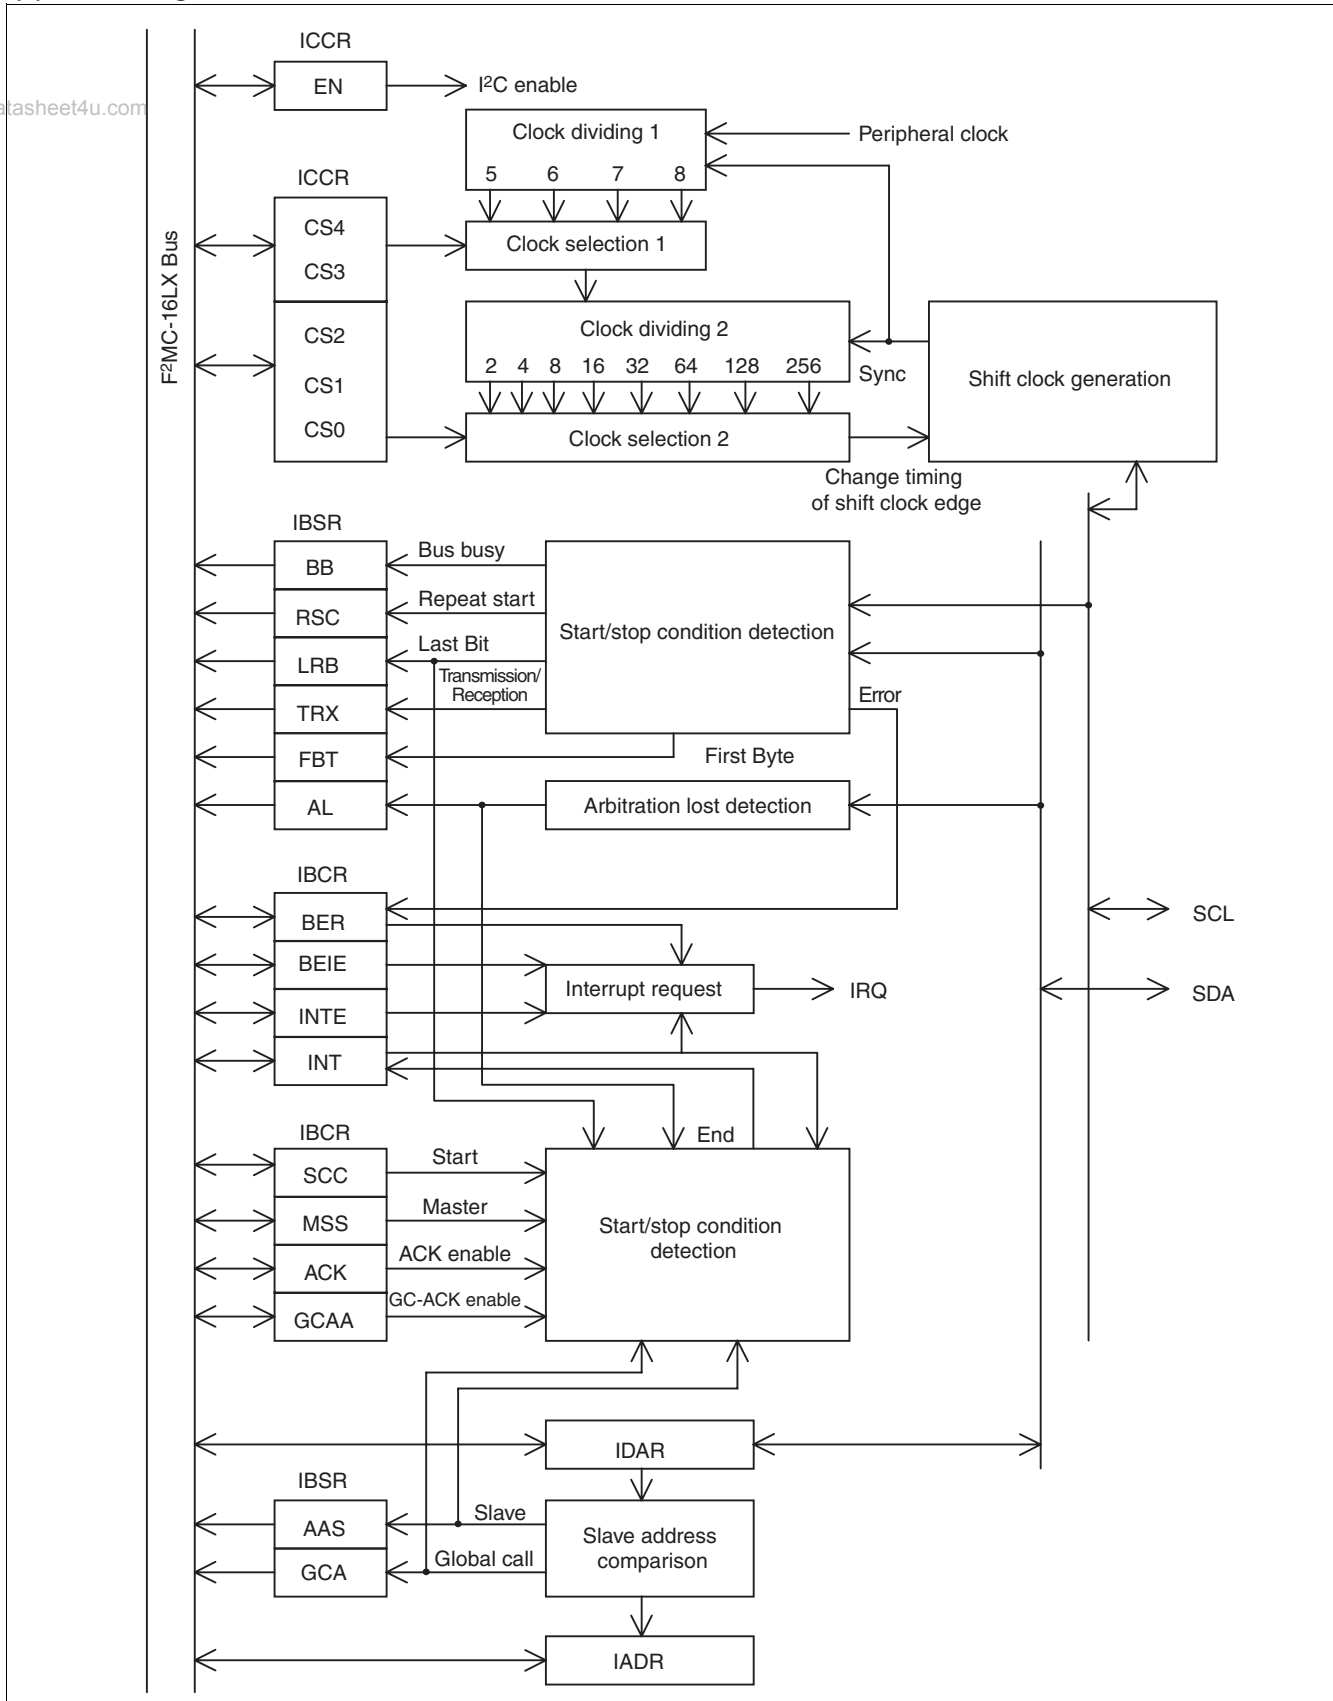 ICCR
EN
I²C enable
atasheet4u.com
Clock dividing 1
Peripheral clock
5 6 7 8
ICCR
CS4
CS3
Clock selection 1
F²MC-16LX Bus
CS2
CS1
CS0
Clock dividing 2
2 4 8 16 32 64 128 256
Sync
Shift clock generation
Clock selection 2
Change timing
of shift clock edge
IBSR
BB
Bus busy
RSC
Repeat start
Start/stop condition detection
LRB
Last Bit
Transmission/
Reception
TRX
Error
FBT
First Byte
AL
Arbitration lost detection
IBCR
BER
SCL
BEIE
Interrupt request
IRQ
SDA
INTE
INT
IBCR
End
SCC
Start
MSS
Master
Start/stop condition
detection
ACK
ACK enable
GCAA
GC-ACK enable
IDAR
IBSR
AAS
Slave
Slave address
comparison
GCA
Global call
IADR